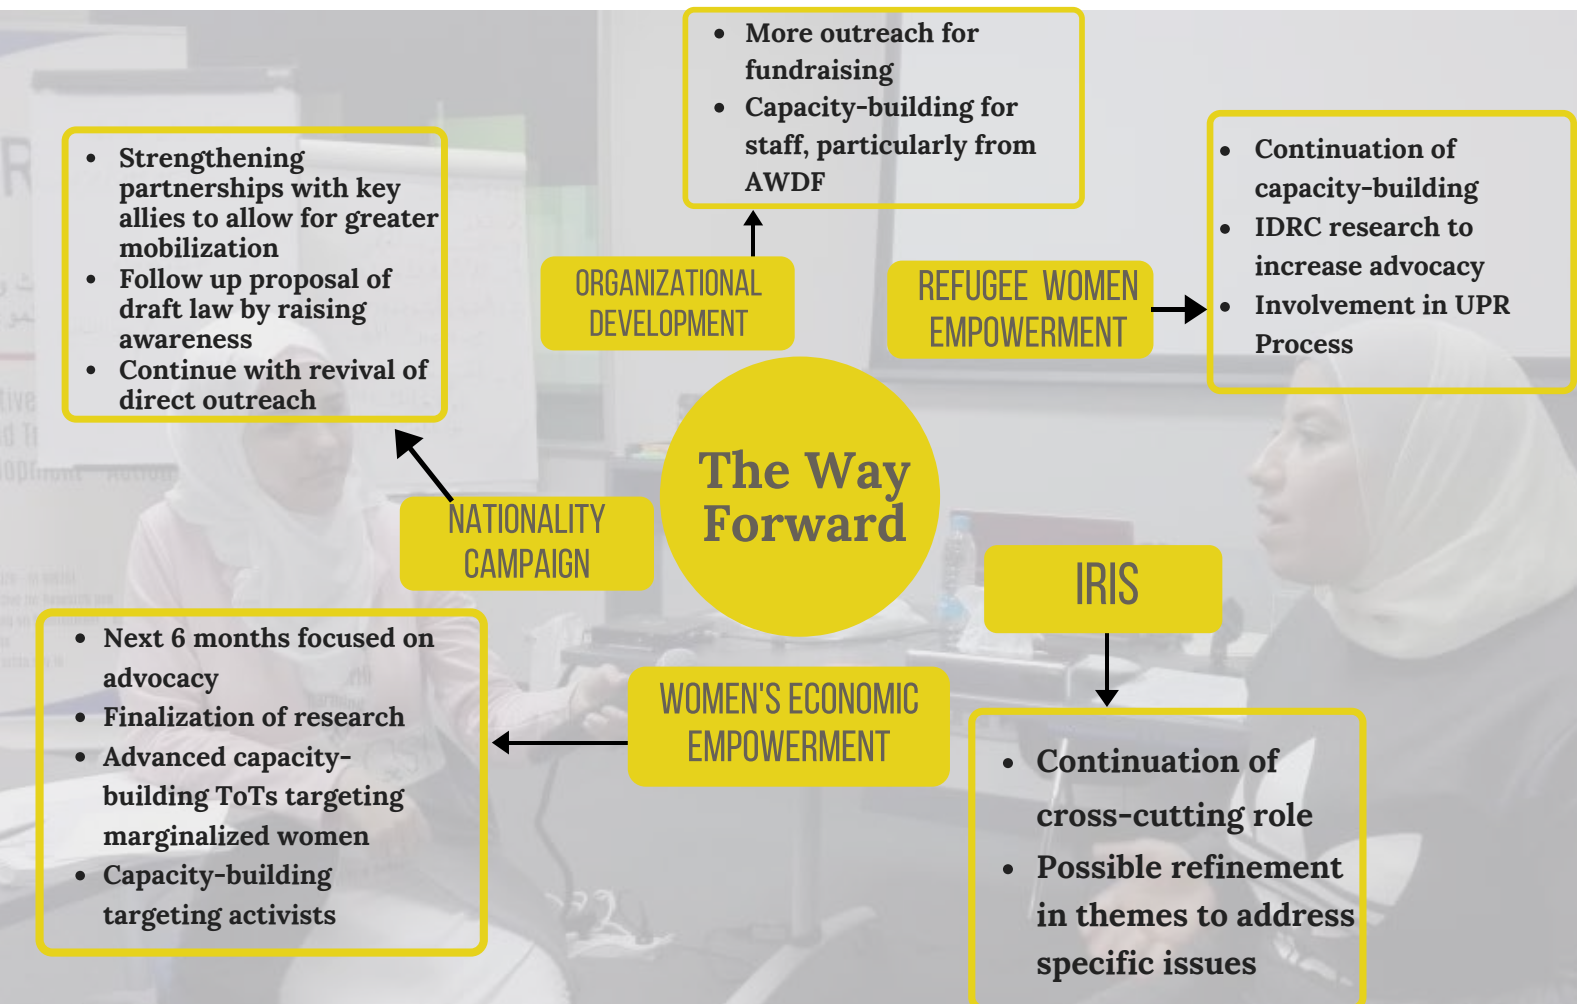 More outreach for
fundraising
Capacity-building for
staff, particularly from
AWDF
ORGANIZATIONAL
DEVELOPMENT
Continuation of
capacity-building
IDRC research to
increase advocacy
Involvement in UPR
Process
REFUGEE WOMEN
EMPOWERMENT
Strengthening
partnerships with key
allies to allow for greater
mobilization
Follow up proposal of
draft law by raising
awareness
Continue with revival of
direct outreach
NATIONALITY
CAMPAIGN
The Way
Forward
IRIS
Continuation of
cross-cutting role
Possible refinement
in themes to address
specific issues
WOMEN'S ECONOMIC
EMPOWERMENT
Next 6 months focused on
advocacy
Finalization of research
Advanced capacity-
building ToTs targeting
marginalized women
Capacity-building
targeting activists